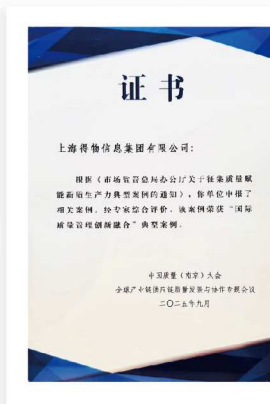 证书
上海得物信息集团有限公司：
根据《市场监管总局办公厅关于征集质量赋
能新质生产力典型案例的通知》，你单位申报了
相关案例。经专家综合评价，该案例荣获“国际
质量管理创新融合”典型案例。
中国质量（南京）大会
全球产业链供应链质量发展与协作专题会议
二〇二五年九月